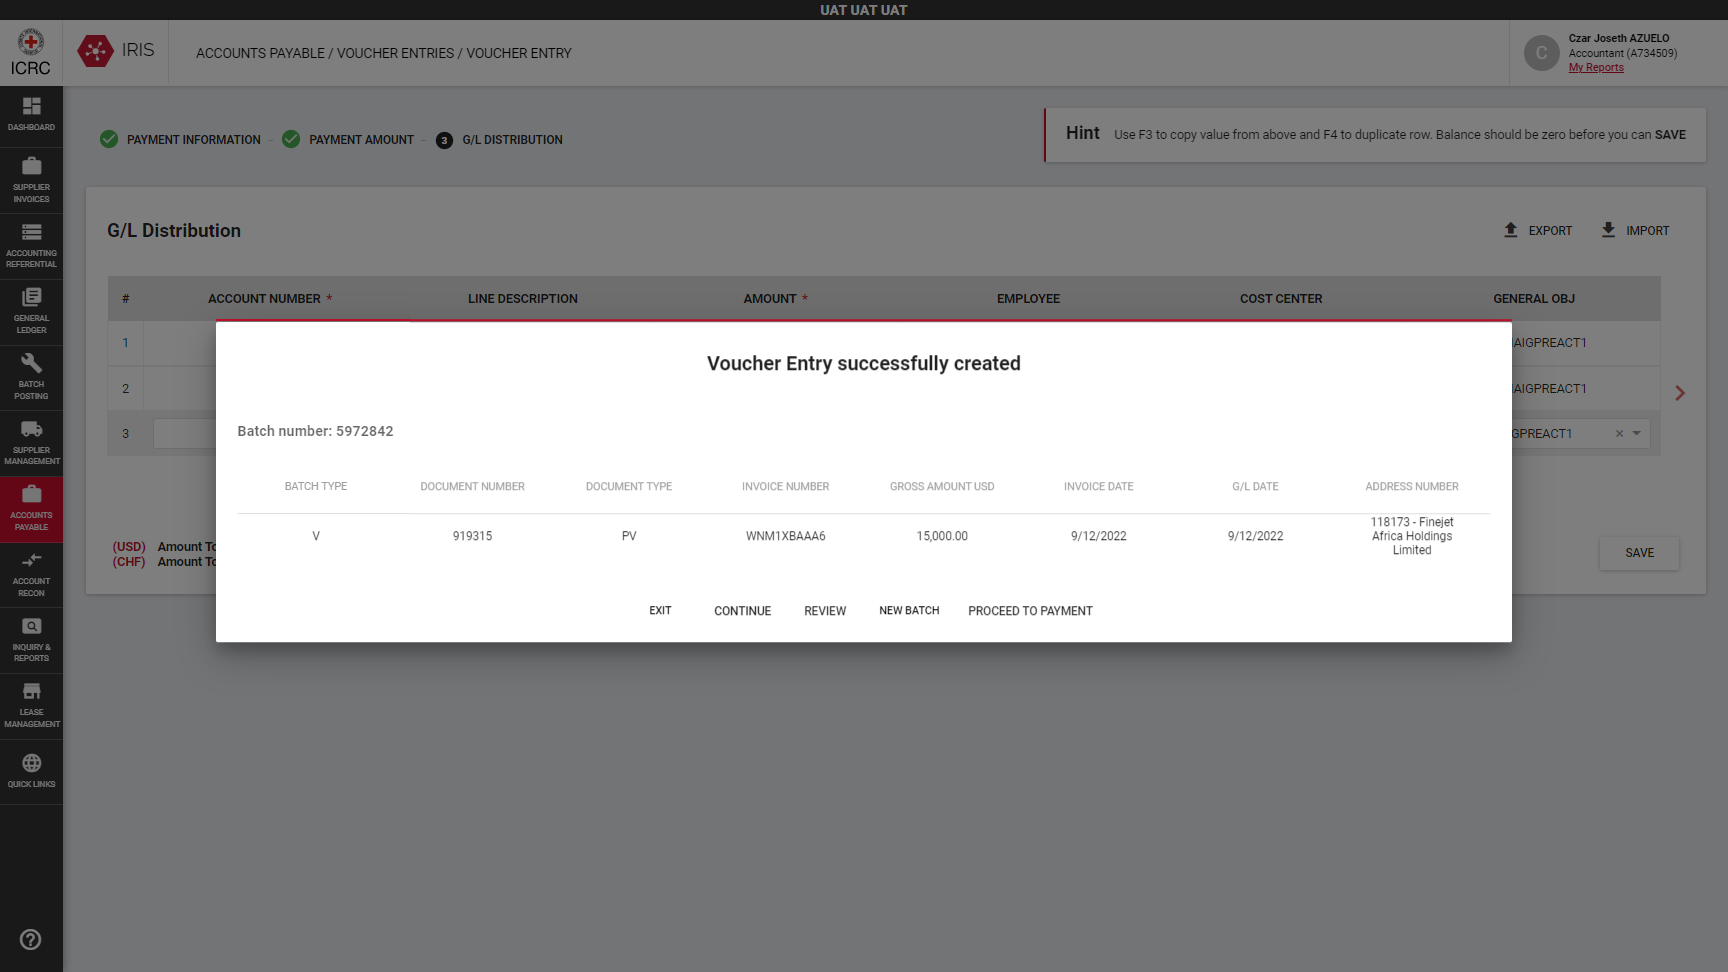 UAT UAT UAT
ICRC
IRIS
ACCOUNTS PAYABLE / VOUCHER ENTRIES / VOUCHER ENTRY
C
Czar Joseth AZUELO
Accountant (A734509)
My Reports
DASHBOARD
SUPPLIER
INVOICES
ACCOUNTING
REFERENTIAL
GENERAL
LEDGER
BATCH
POSTING
SUPPLIER
MANAGEMENT
ACCOUNTS
PAYABLE
ACCOUNT
RECON
INQUIRY &
REPORTS
LEASE
MANAGEMENT
QUICK LINKS
PAYMENT INFORMATION - PAYMENT AMOUNT - 3 G/L DISTRIBUTION
Hint Use F3 to copy value from above and F4 to duplicate row. Balance should be zero before you can SAVE
G/L Distribution
EXPORT IMPORT
# ACCOUNT NUMBER * LINE DESCRIPTION AMOUNT * EMPLOYEE COST CENTER GENERAL OBJ
1 AIGPREACT1
2 AIGPREACT1
3 GPREACT1 ×
Voucher Entry successfully created
Batch number: 5972842
BATCH TYPE DOCUMENT NUMBER DOCUMENT TYPE INVOICE NUMBER GROSS AMOUNT USD INVOICE DATE G/L DATE ADDRESS NUMBER
V 919315 PV WNM1XBAAA6 15,000.00 9/12/2022 9/12/2022 118173 - Finejet
Africa Holdings
Limited
EXIT CONTINUE REVIEW NEW BATCH PROCEED TO PAYMENT
(USD) Amount To
(CHF) Amount To
SAVE